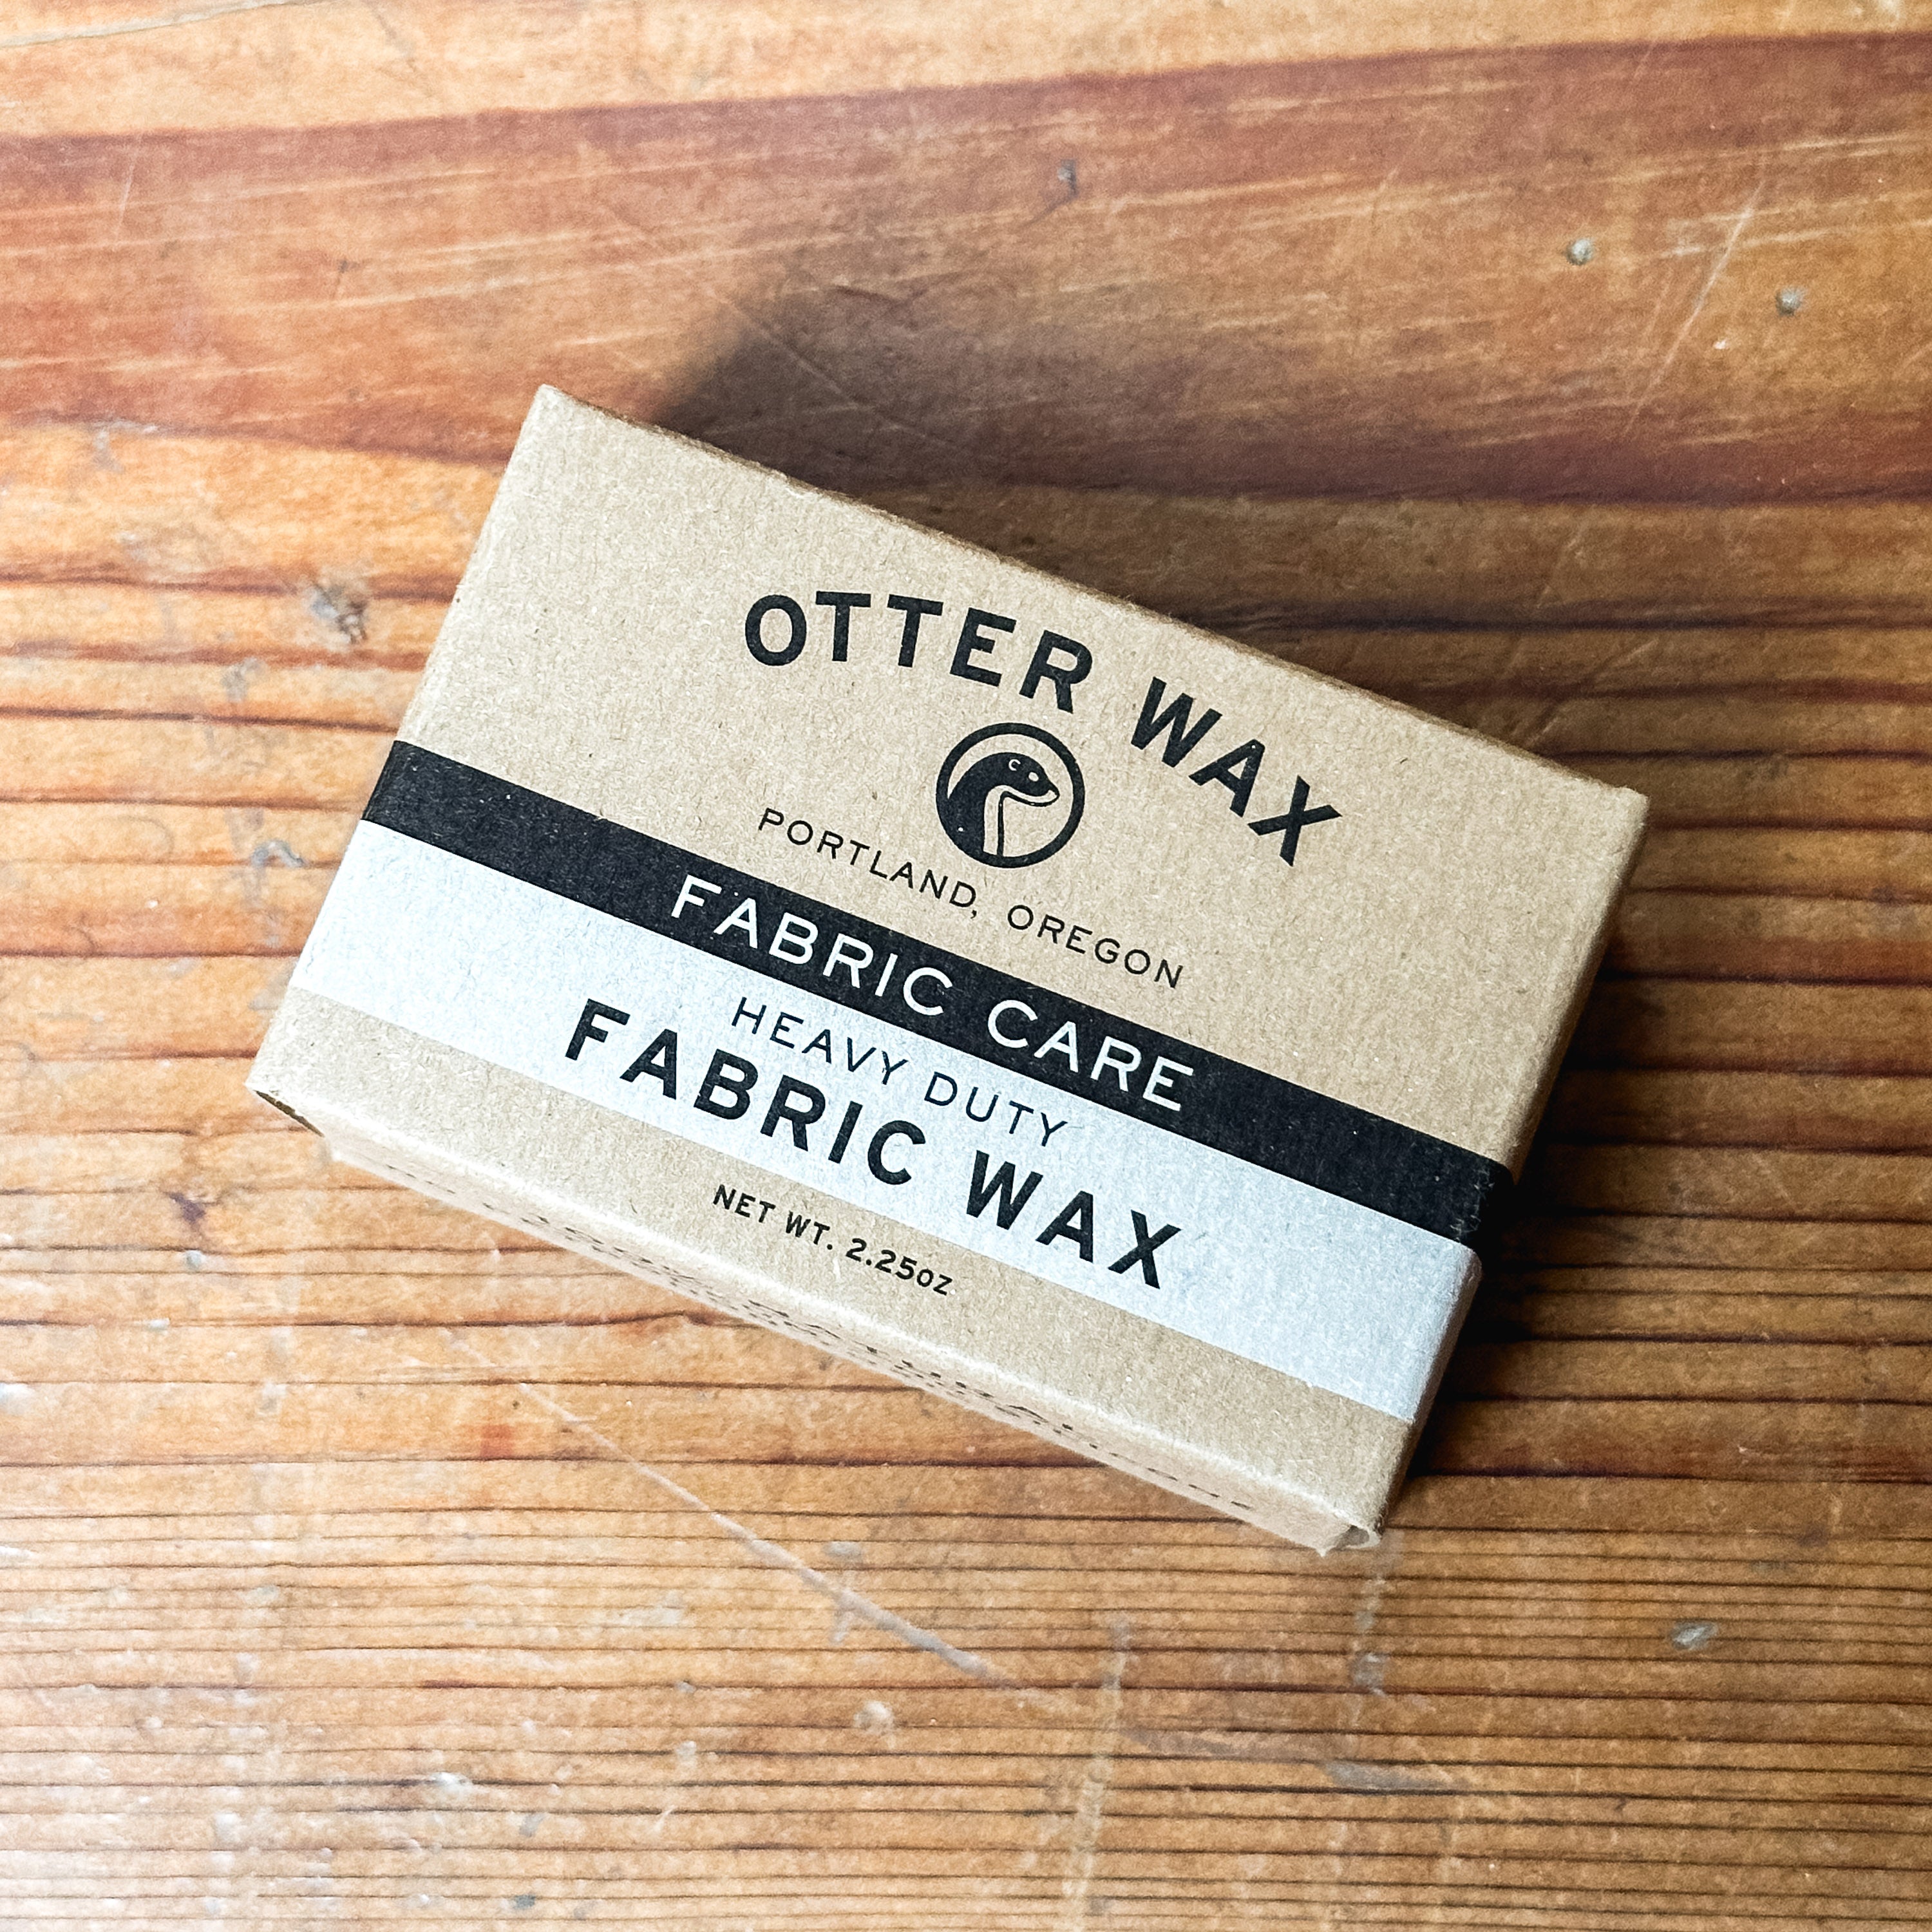 OTTER WAX
PORTLAND, OREGON
FABRIC CARE
HEAVY DUTY
FABRIC WAX
NET WT. 2.25oz